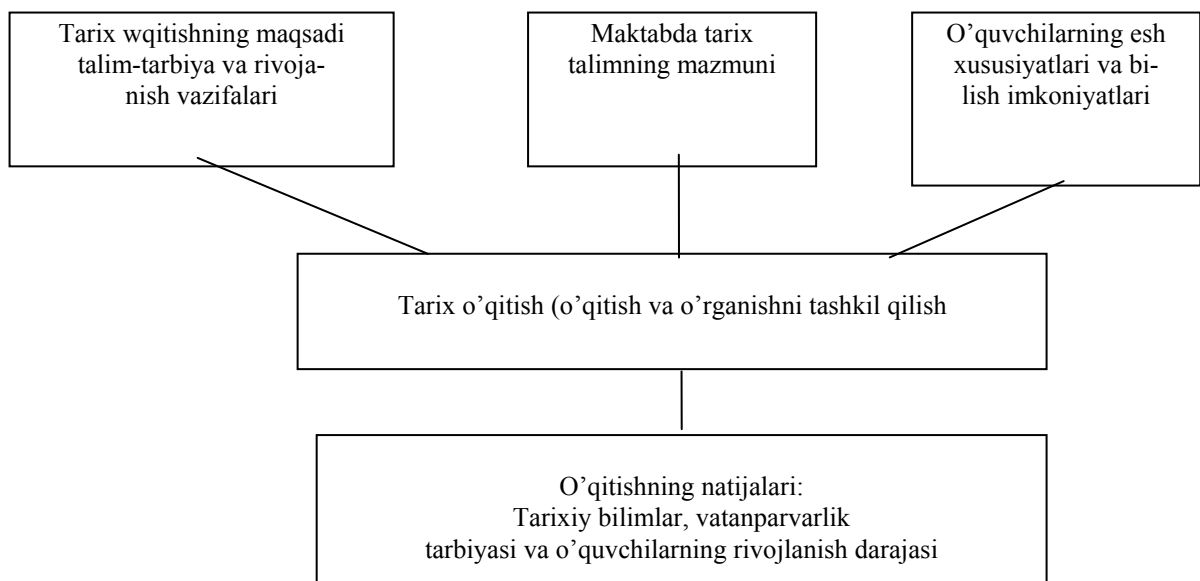 Tarix wqitishning maqsadi
talim-tarbiya va rivoja-
nish vazifalari
Maktabda tarix
talimning mazmuni
O’quvchilarning esh
xususiyatlari va bi-
lish imkoniyatlari
Tarix o’qitish (o’qitish va o’rganishni tashkil qilish
O’qitishning natijalari:
Tarixiy bilimlar, vatanparvarlik
tarbiyasi va o’quvchilarning rivojlanish darajasi